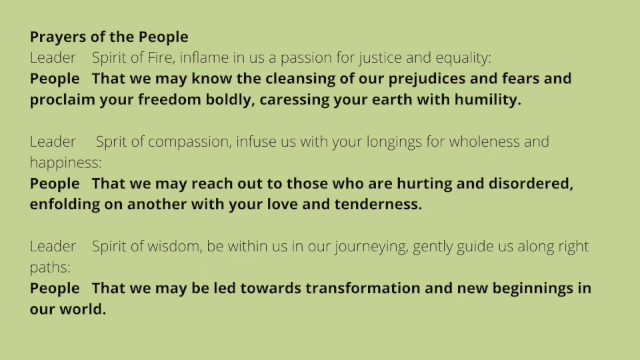 Prayers of the People
Leader Spirit of Fire, inflame in us a passion for justice and equality:
People That we may know the cleansing of our prejudices and fears and
proclaim your freedom boldly, caressing your earth with humility.
Leader Sprit of compassion, infuse us with your longings for wholeness and
happiness:
People That we may reach out to those who are hurting and disordered,
enfolding on another with your love and tenderness.
Leader Spirit of wisdom, be within us in our journeying, gently guide us along right
paths:
People That we may be led towards transformation and new beginnings in
our world.